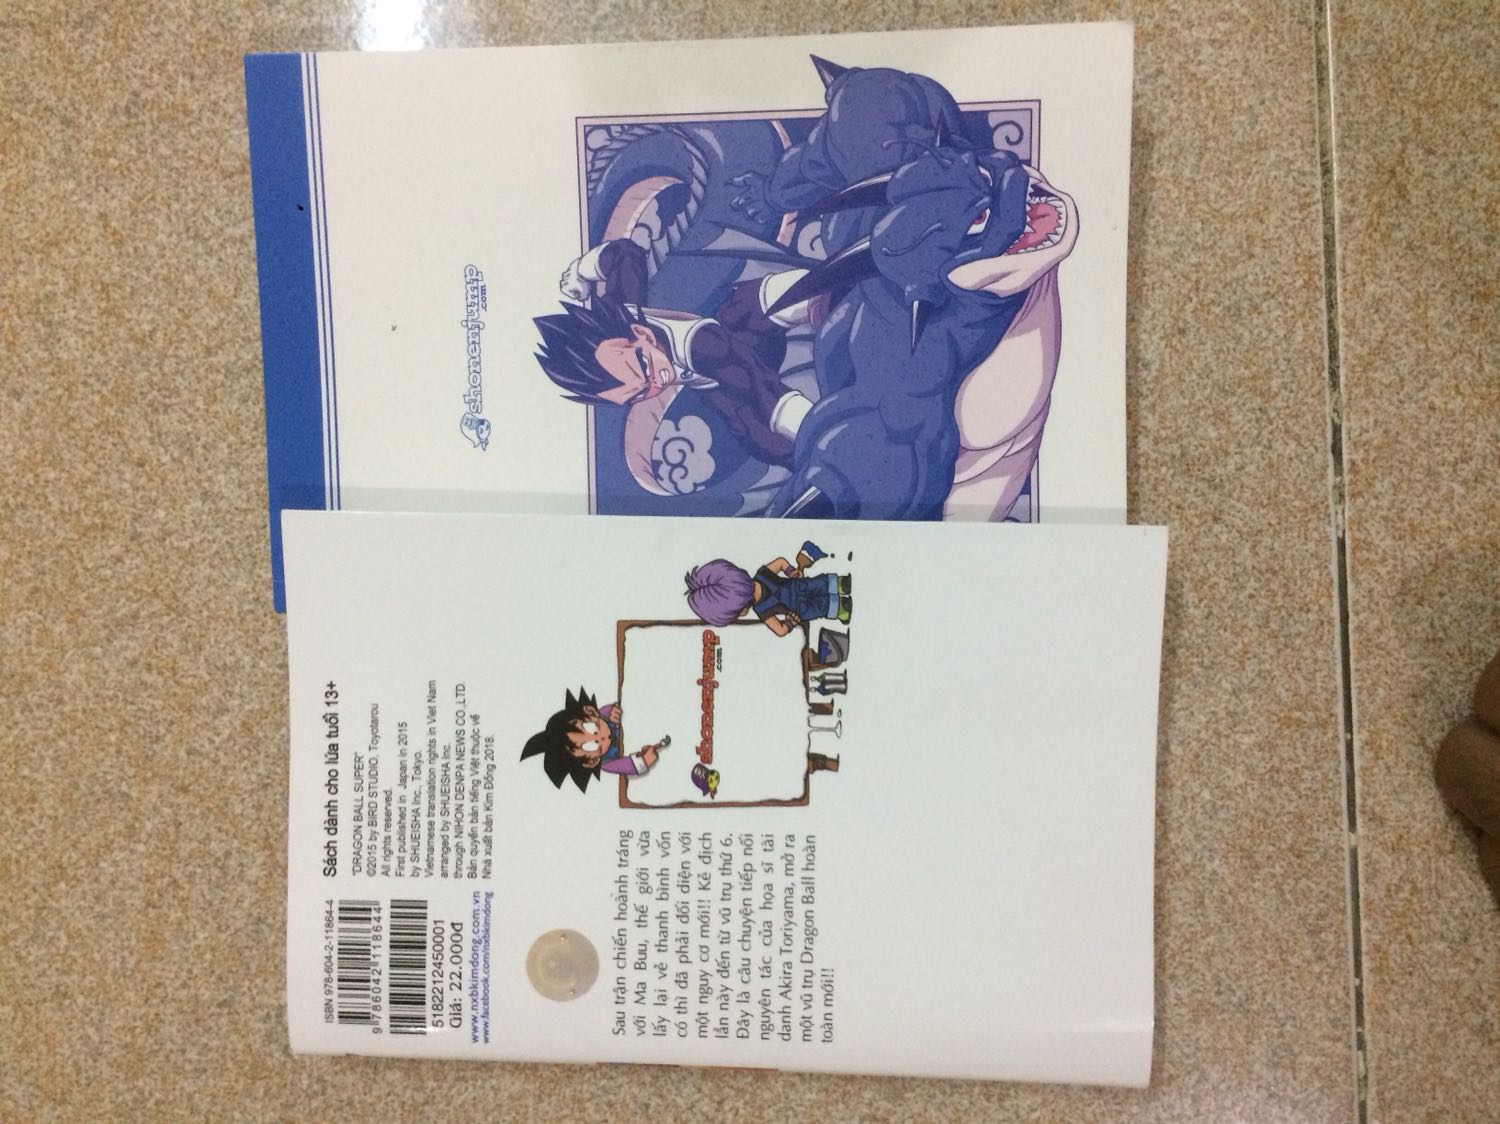 ISBN 978-604-2-11864-4
9 786042 118644
5182212450001
Giá: 22.000đ
www.nxbkimdong.com.vn
www.facebook.com/nxbkimdong
Sách dành cho lứa tuổi 13+
"DRAGON BALL SUPER"
©2015 by BIRD STUDIO, Toyotarou
All rights reserved.
First published in Japan in 2015
by SHUEISHA Inc., Tokyo.
Vietnamese translation rights in Viet Nam
arranged by SHUEISHA Inc.
through NIHON DENPA NEWS CO.,LTD.
Bản quyền bản tiếng Việt thuộc về
Nhà xuất bản Kim Đồng 2018.
Sau trận chiến hoành tráng
với Ma Buu, thế giới vừa
lấy lại vẻ thanh bình vốn
có thì đã phải đối diện với
một nguy cơ mới!! Kẻ địch
lần này đến từ vũ trụ thứ 6.
Đây là câu chuyện tiếp nối
nguyên tác của họa sĩ tài
danh Akira Toriyama, mở ra
một vũ trụ Dragon Ball hoàn
toàn mới!!
shonenjump
.com
shonenjump
.com